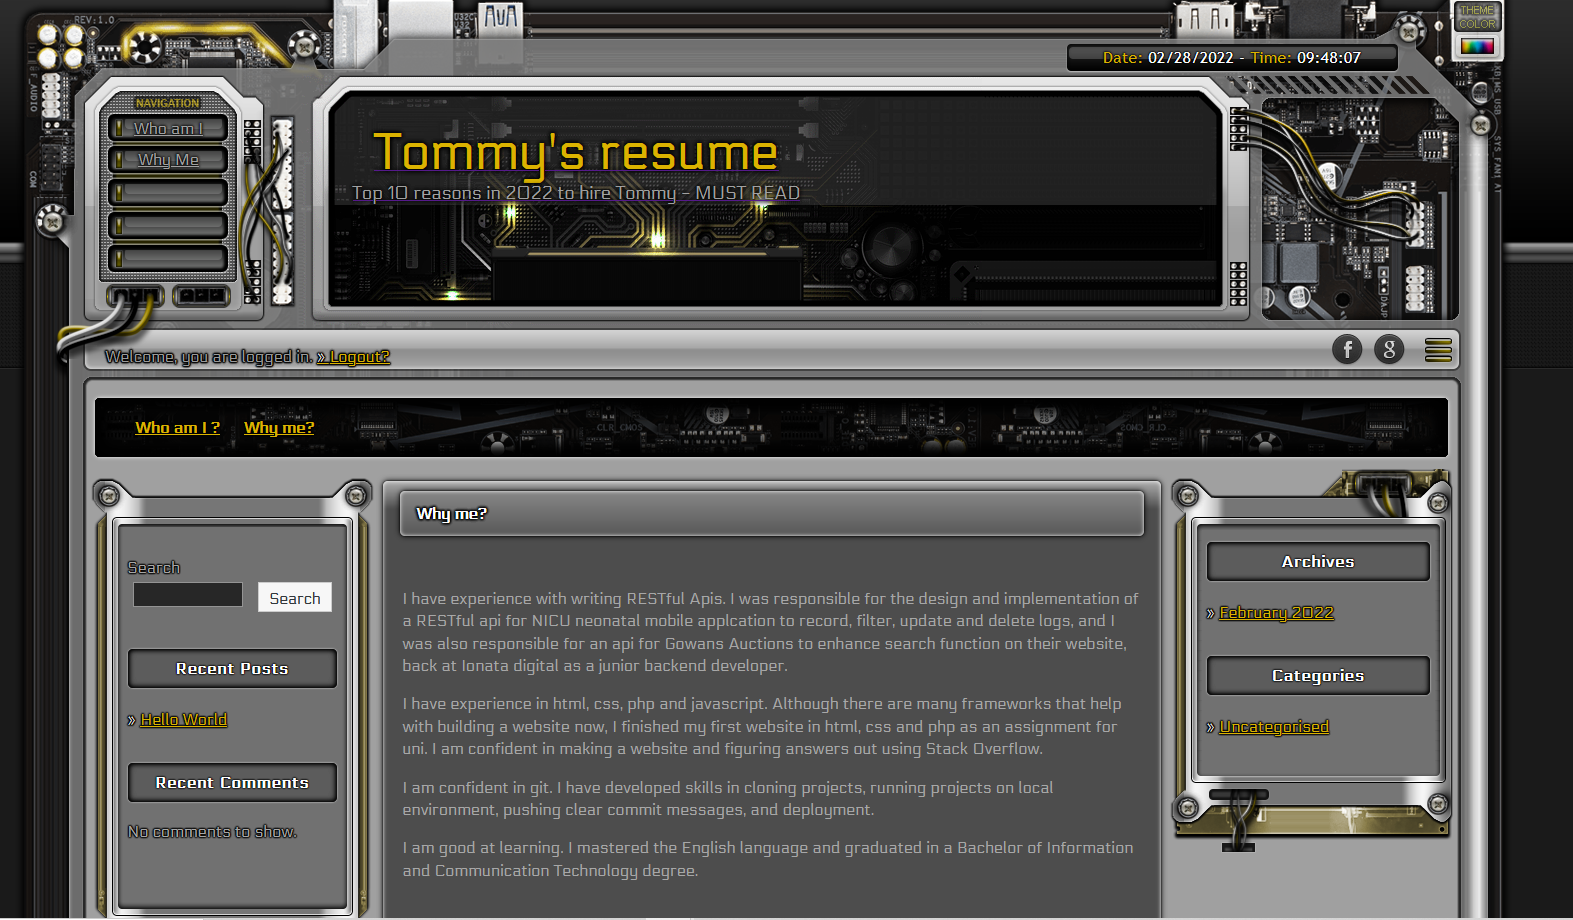 REV:1.0
U32C
U32
THEME
COLOR
Date: 02/28/2022 - Time: 09:48:07
F_AUDIO
COM
KB_MS_USB
SYS_FAN1
NAVIGATION
Who am I
Why Me
Tommy's resume
Top 10 reasons in 2022 to hire Tommy – MUST READ
Welcome, you are logged in. » Logout?
f
g
Who am I ?
Why me?
CLR_CMOS
Why me?
Search
Search
Recent Posts
» Hello World
Recent Comments
No comments to show.
I have experience with writing RESTful Apis. I was responsible for the design and implementation of
a RESTful api for NICU neonatal mobile applcation to record, filter, update and delete logs, and I
was also responsible for an api for Gowans Auctions to enhance search function on their website,
back at Ionata digital as a junior backend developer.
I have experience in html, css, php and javascript. Although there are many frameworks that help
with building a website now, I finished my first website in html, css and php as an assignment for
uni. I am confident in making a website and figuring answers out using Stack Overflow.
I am confident in git. I have developed skills in cloning projects, running projects on local
environment, pushing clear commit messages, and deployment.
I am good at learning. I mastered the English language and graduated in a Bachelor of Information
and Communication Technology degree.
Archives
» February 2022
Categories
» Uncategorised